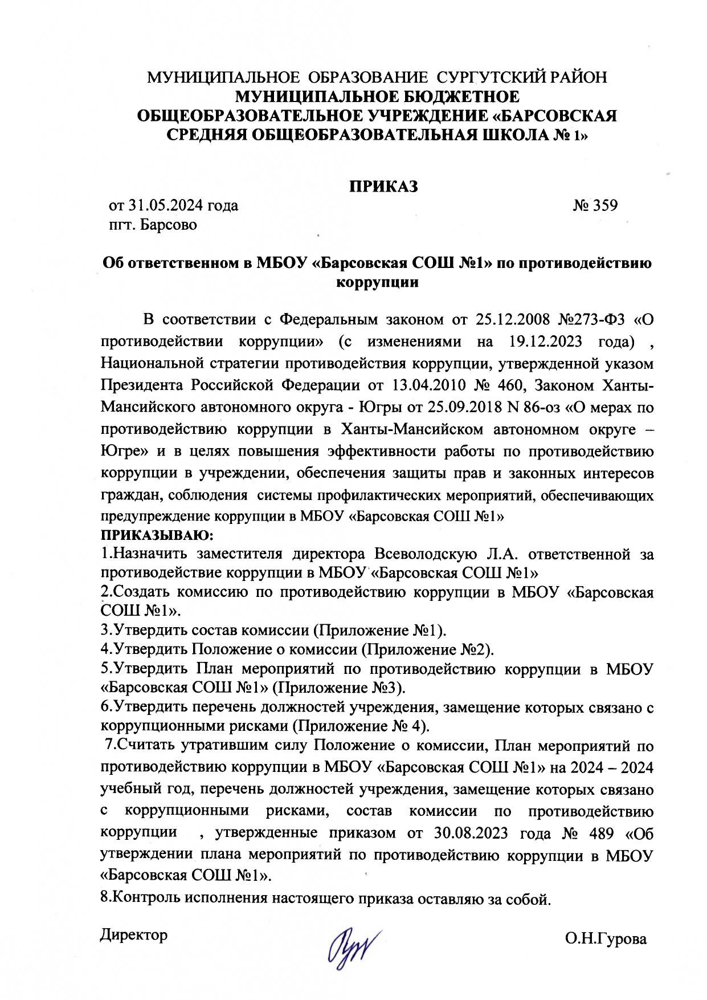 МУНИЦИПАЛЬНОЕ ОБРАЗОВАНИЕ СУРГУТСКИЙ РАЙОН
МУНИЦИПАЛЬНОЕ БЮДЖЕТНОЕ
ОБЩЕОБРАЗОВАТЕЛЬНОЕ УЧРЕЖДЕНИЕ «БАРСОВСКАЯ
СРЕДНЯЯ ОБЩЕОБРАЗОВАТЕЛЬНАЯ ШКОЛА № 1»
ПРИКАЗ
от 31.05.2024 года № 359
пгт. Барсово
Об ответственном в МБОУ «Барсовская СОШ №1» по противодействию
коррупции
В соответствии с Федеральным законом от 25.12.2008 №273-ФЗ «О
противодействии коррупции» (с изменениями на 19.12.2023 года) ,
Национальной стратегии противодействия коррупции, утвержденной указом
Президента Российской Федерации от 13.04.2010 № 460, Законом Ханты-
Мансийского автономного округа - Югры от 25.09.2018 N 86-оз «О мерах по
противодействию коррупции в Ханты-Мансийском автономном округе –
Югре» и в целях повышения эффективности работы по противодействию
коррупции в учреждении, обеспечения защиты прав и законных интересов
граждан, соблюдения системы профилактических мероприятий, обеспечивающих
предупреждение коррупции в МБОУ «Барсовская СОШ №1»
ПРИКАЗЫВАЮ:
1.Назначить заместителя директора Всеволодскую Л.А. ответственной за
противодействие коррупции в МБОУ «Барсовская СОШ №1»
2.Создать комиссию по противодействию коррупции в МБОУ «Барсовская
СОШ №1».
3.Утвердить состав комиссии (Приложение №1).
4.Утвердить Положение о комиссии (Приложение №2).
5.Утвердить План мероприятий по противодействию коррупции в МБОУ
«Барсовская СОШ №1» (Приложение №3).
6.Утвердить перечень должностей учреждения, замещение которых связано с
коррупционными рисками (Приложение № 4).
7.Считать утратившим силу Положение о комиссии, План мероприятий по
противодействию коррупции в МБОУ «Барсовская СОШ №1» на 2024 – 2024
учебный год, перечень должностей учреждения, замещение которых связано
с коррупционными рисками, состав комиссии по противодействию
коррупции , утвержденные приказом от 30.08.2023 года № 489 «Об
утверждении плана мероприятий по противодействию коррупции в МБОУ
«Барсовская СОШ №1».
8.Контроль исполнения настоящего приказа оставляю за собой.
Директор О.Н.Гурова